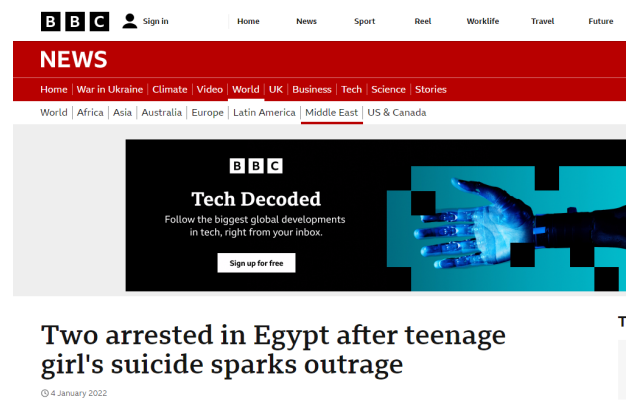 BBC Sign in Home News Sport Reel Worklife Travel Future
NEWS
Home War in Ukraine Climate Video World UK Business Tech Science Stories
World Africa Asia Australia Europe Latin America Middle East US & Canada
BBC
Tech Decoded
Follow the biggest global developments
in tech, right from your inbox.
Sign up for free
Two arrested in Egypt after teenage
girl's suicide sparks outrage
4 January 2022